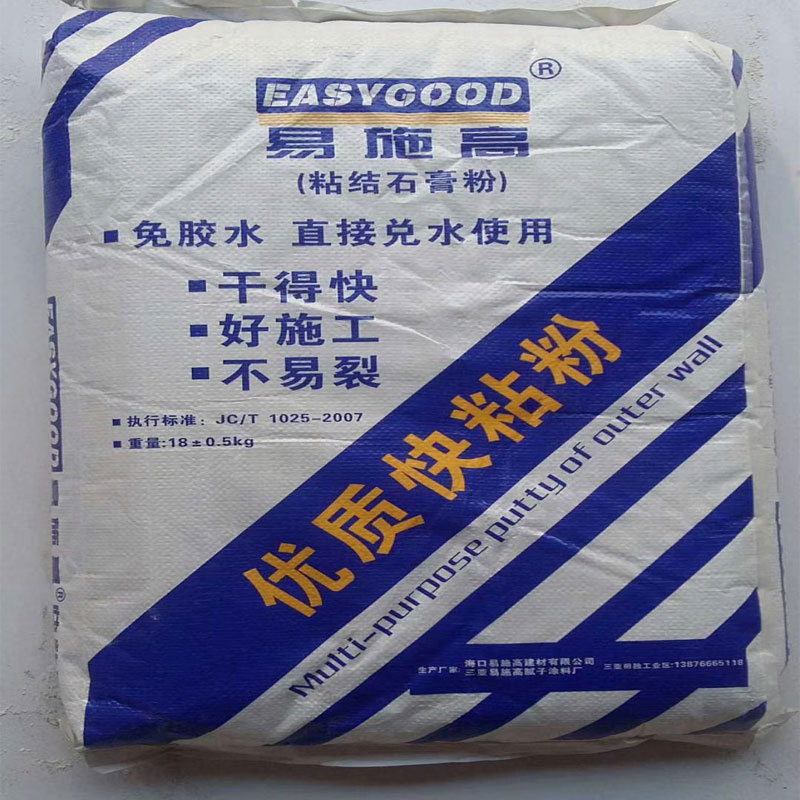 EASYGOOD®
易施高
(粘结石膏粉)
▪免胶水 直接兑水使用
▪干得快
▪好施工
▪不易裂
▪执行标准：JC/T 1025-2007
▪重量:18±0.5kg
优质快粘粉
Multi-purpose putty of outer wall
生产厂家：海口易施高建材有限公司
三亚易施高腻子涂料厂
:13876665118
EASYGOOD